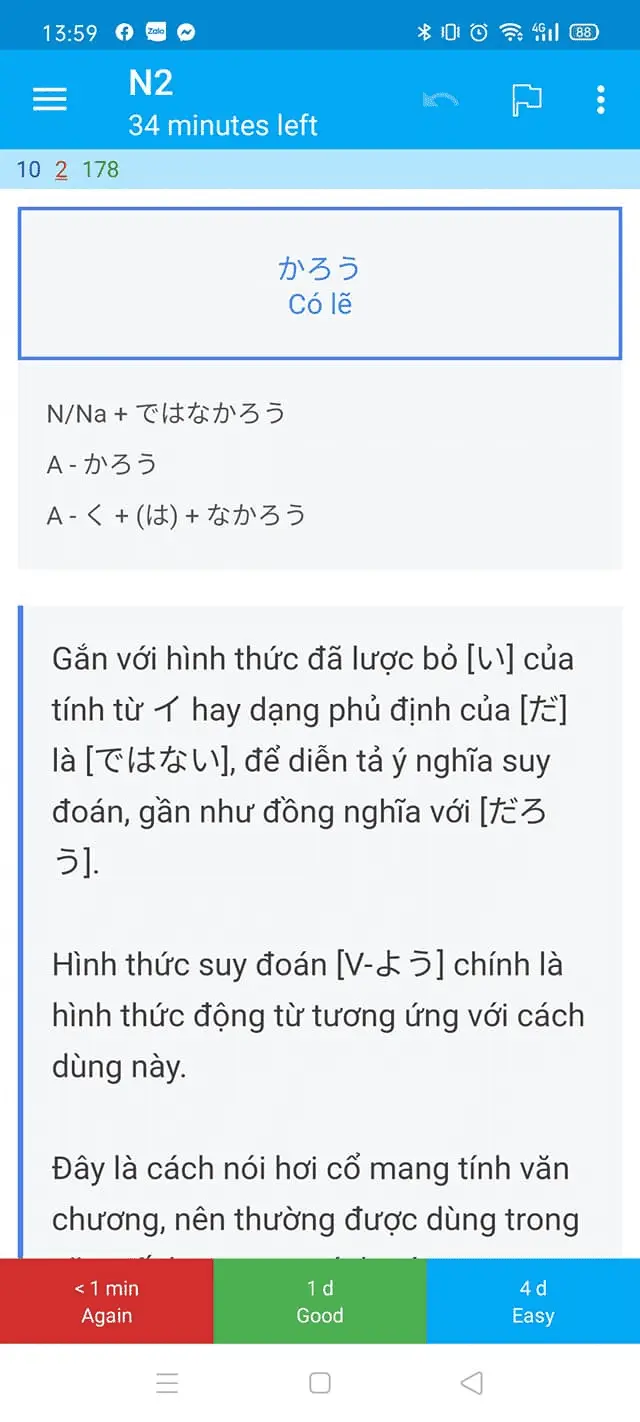 13:59
Zalo
4G
88
N2
34 minutes left
10 2 178
かろう
Có lẽ
N/Na + ではなかろう
A - かろう
A - く + (は) + なかろう
Gắn với hình thức đã lược bỏ [い] của
tính từ イ hay dạng phủ định của [だ]
là [ではない], để diễn tả ý nghĩa suy
đoán, gần như đồng nghĩa với [だろ
う].
Hình thức suy đoán [V-よう] chính là
hình thức động từ tương ứng với cách
dùng này.
Đây là cách nói hơi cổ mang tính văn
chương, nên thường được dùng trong
< 1 min
Again
1 d
Good
4 d
Easy